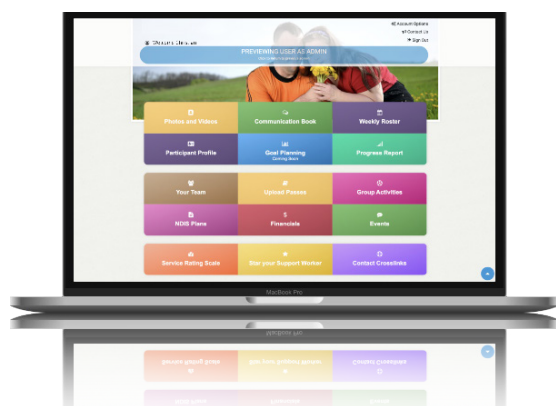 Account Options
Contact Us
Sign Out
PREVIEWING USER AS ADMIN
Photos and Videos
Communication Book
Weekly Roster
Participant Profile
Goal Planning
Coming Soon
Progress Report
Your Team
Upload Passes
Group Activities
NDIS Plans
Financials
Events
Service Rating Scale
Star your Support Worker
Contact Crosslinks
MacBook Pro